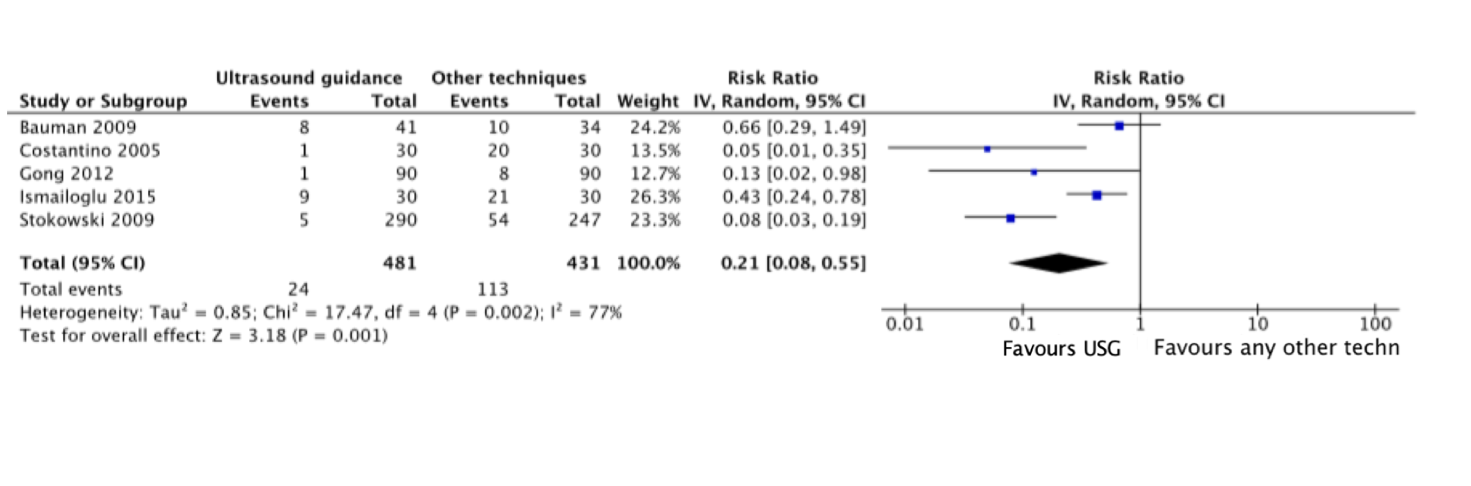 Ultrasound guidance Other techniques Risk Ratio Risk Ratio
Study or Subgroup Events Total Events Total Weight IV, Random, 95% CI IV, Random, 95% CI
Bauman 2009 8 41 10 34 24.2% 0.66 [0.29, 1.49]
Costantino 2005 1 30 20 30 13.5% 0.05 [0.01, 0.35]
Gong 2012 1 90 8 90 12.7% 0.13 [0.02, 0.98]
Ismailoglu 2015 9 30 21 30 26.3% 0.43 [0.24, 0.78]
Stokowski 2009 5 290 54 247 23.3% 0.08 [0.03, 0.19]
Total (95% CI) 481 431 100.0% 0.21 [0.08, 0.55]
Total events 24 113
Heterogeneity: Tau² = 0.85; Chi² = 17.47, df = 4 (P = 0.002); I² = 77%
Test for overall effect: Z = 3.18 (P = 0.001)
0.01 0.1 1 10 100
Favours USG Favours any other techn